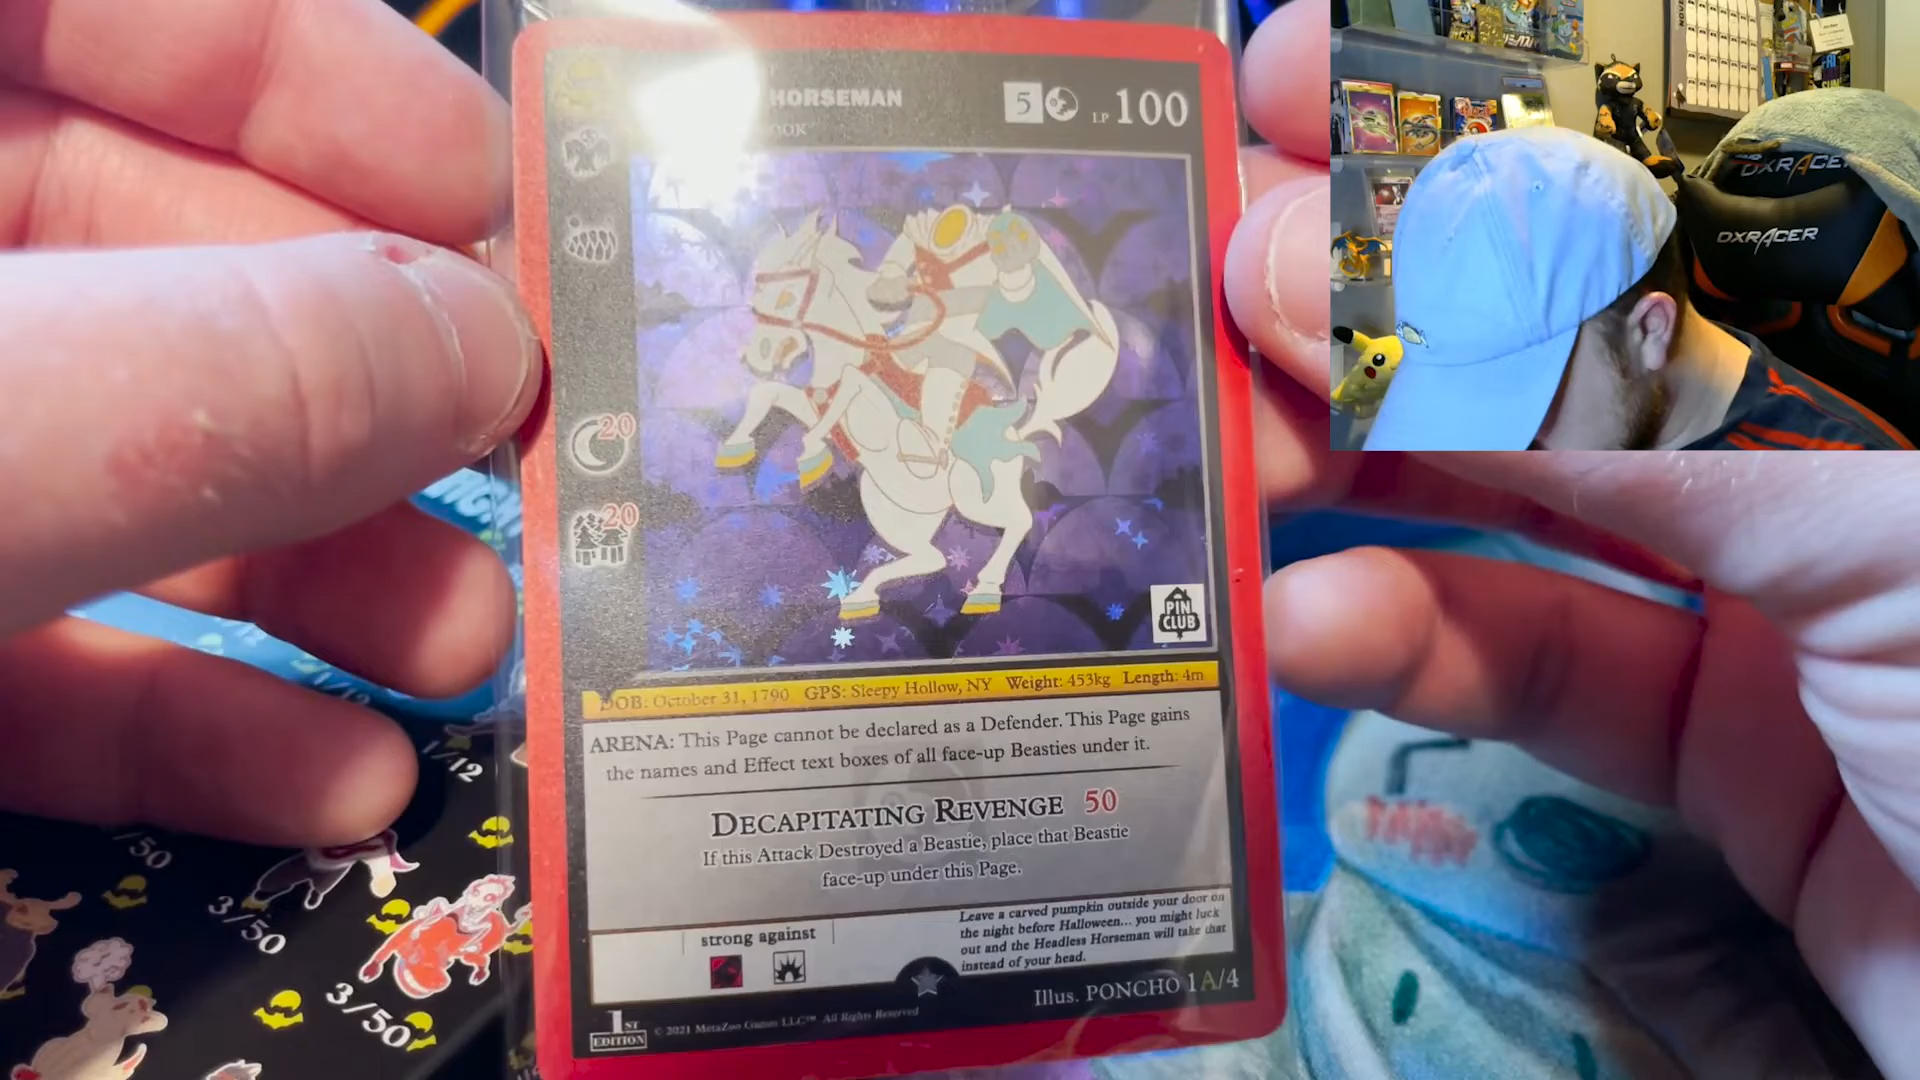 HORSEMAN
5
LP 100
20
20
PIN
CLUB
DOB: October 31, 1790 GPS: Sleepy Hollow, NY Weight: 453kg Length: 4m
ARENA: This Page cannot be declared as a Defender. This Page gains
the names and Effect text boxes of all face-up Beasties under it.
DECAPITATING REVENGE 50
If this Attack Destroyed a Beastie, place that Beastie
face-up under this Page.
strong against
Leave a carved pumpkin outside your door on
the night before Halloween... you might luck
out and the Headless Horseman will take that
instead of your head.
Illus. PONCHO 1A/4
1ST
EDITION
© 2021 MetaZoo Games LLC™ All Rights Reserved
1/12
/50
3/50
3/50
DXRACER
DXRACER